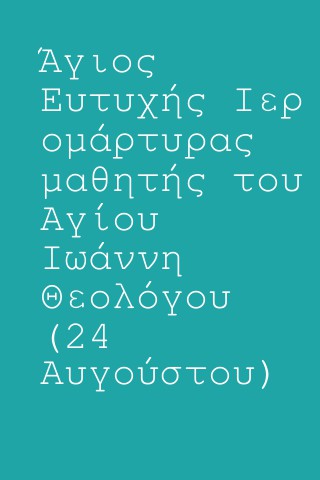 Άγιος
Ευτυχής Ιερ
ομάρτυρας
μαθητής του
Αγίου
Ιωάννη
Θεολόγου
(24
Αυγούστου)